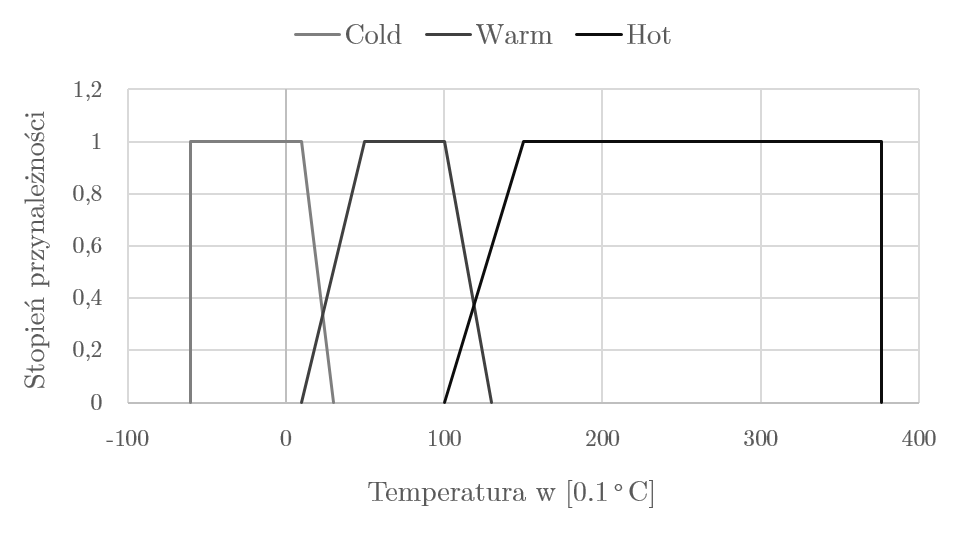 Cold Warm Hot
1,2
1
0,8
0,6
0,4
0,2
0
Stopień przynależności
-100 0 100 200 300 400
Temperatura w [0.1°C]